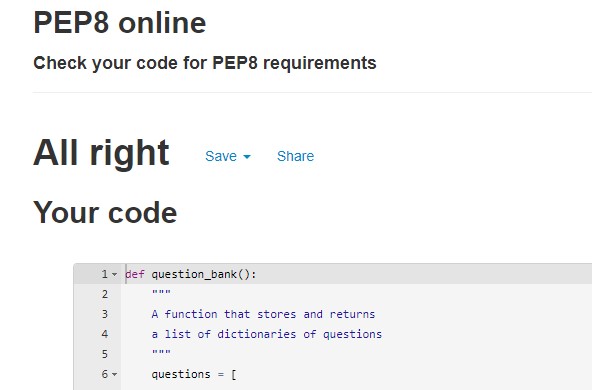 PEP8 online
Check your code for PEP8 requirements
All right Save Share
Your code
1 def question_bank():
2 """
3 A function that stores and returns
4 a list of dictionaries of questions
5 """
6 questions = [